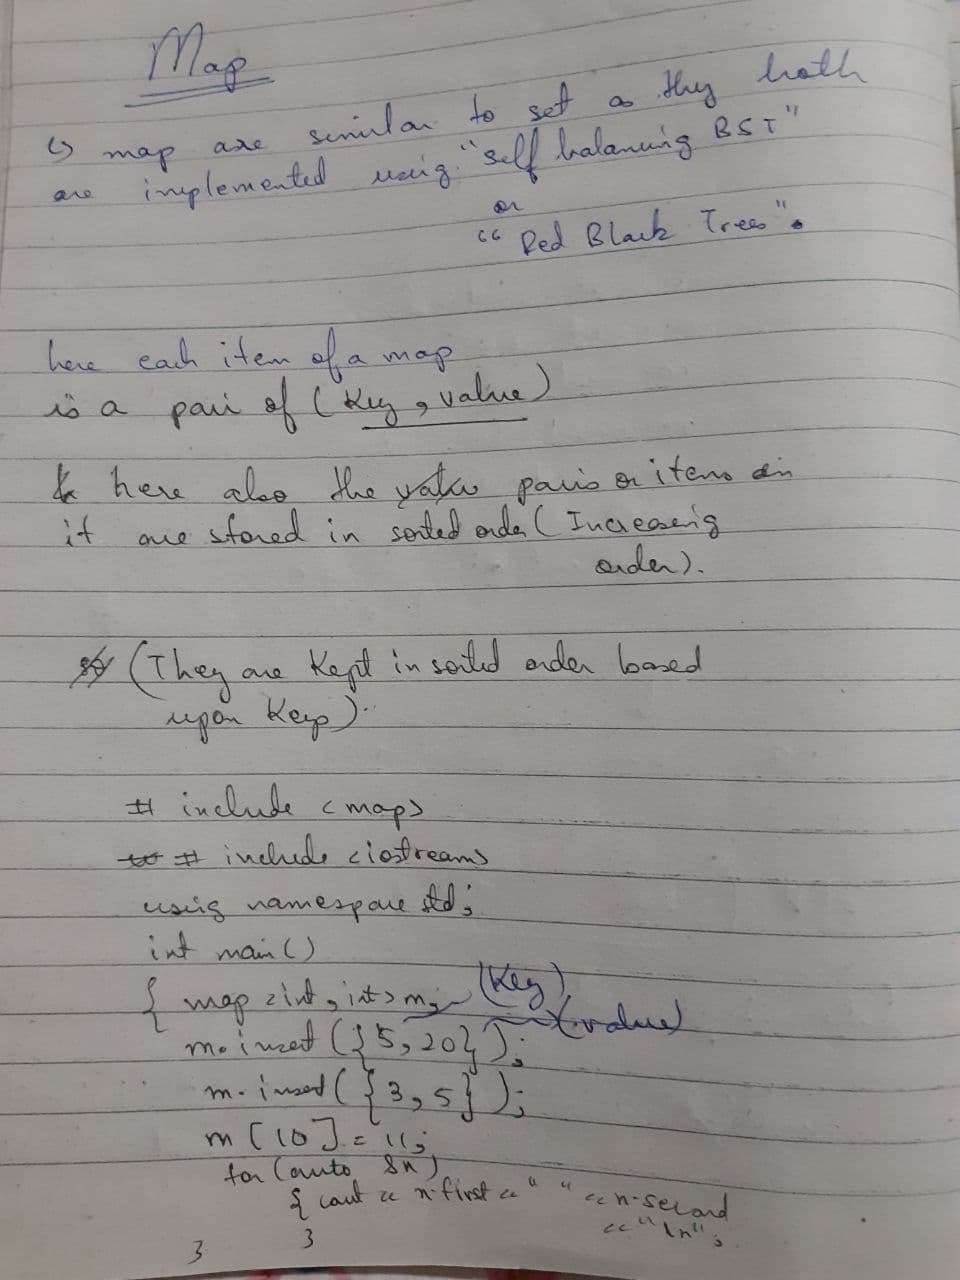 Map
↳ map are similar to set as they both
are implemented using "self balancing BST"
or
"Red Black Trees".
here each item of a map
is a pair of (Key, value)
& here also the pairs or items in
it are stored in sorted order (Increasing
order).
(They are Kept in sorted order based
upon Keys).
# include <map>
# include <iostream>
using namespace std;
int main()
{ map <int, int> m; (Key)
(value)
m.insert({5,20});
m.insert({3,5});
m[10] = 11;
for (auto &x)
{ cout << x.first << " " << x.second
<< "\n";
}
}